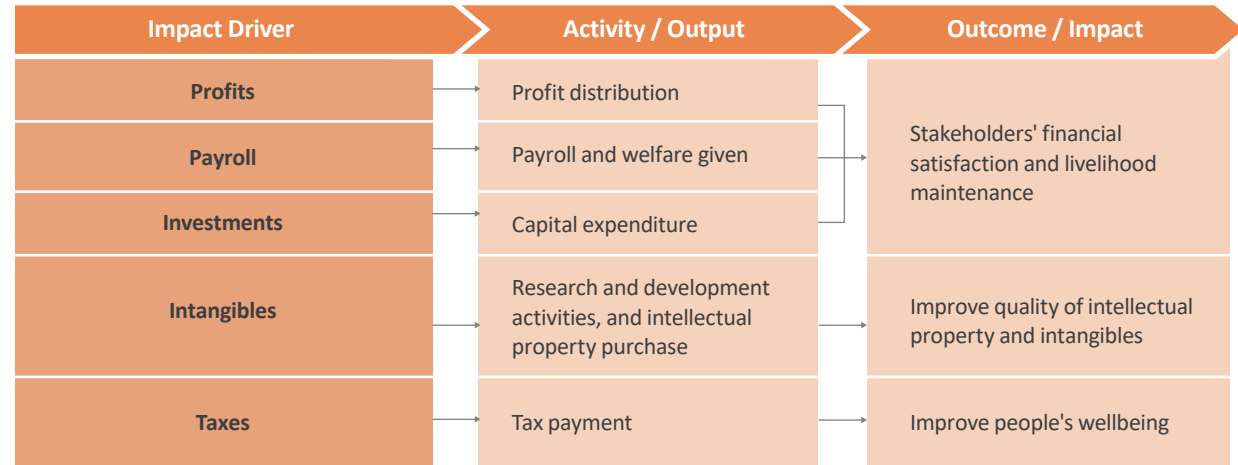 Impact Driver
Activity / Output
Outcome / Impact
Profits
Profit distribution
Payroll
Payroll and welfare given
Investments
Capital expenditure
Stakeholders' financial
satisfaction and livelihood
maintenance
Intangibles
Research and development
activities, and intellectual
property purchase
Improve quality of intellectual
property and intangibles
Taxes
Tax payment
Improve people's wellbeing